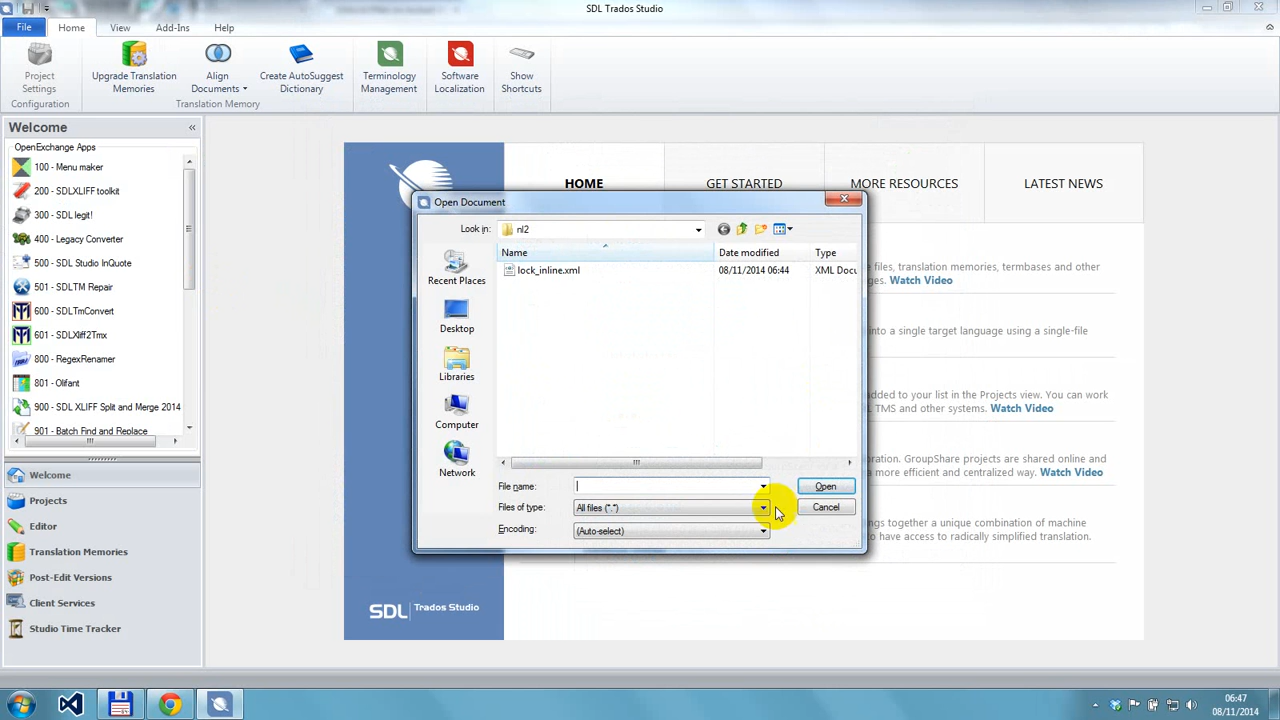 SDL Trados Studio
File
Home
View
Add-Ins
Help
Project
Settings
Upgrade Translation
Memories
Align
Documents
Create AutoSuggest
Dictionary
Terminology
Management
Software
Localization
Show
Shortcuts
Configuration
Translation Memory
Welcome
«
OpenExchange Apps
100 - Menu maker
200 - SDLXLIFF toolkit
300 - SDL legit!
400 - Legacy Converter
500 - SDL Studio InQuote
501 - SDLTM Repair
600 - SDLTmConvert
601 - SDLXliff2Tmx
800 - RegexRenamer
801 - Olifant
900 - SDL XLIFF Split and Merge 2014
901 - Batch Find and Replace
Welcome
Projects
Editor
Translation Memories
Post-Edit Versions
Client Services
Studio Time Tracker
HOME
GET STARTED
MORE RESOURCES
LATEST NEWS
e files, translation memories, termbases and other
ges. Watch Video
into a single target language using a single-file
added to your list in the Projects view. You can work
L TMS and other systems. Watch Video
oration. GroupShare projects are shared online and
a more efficient and centralized way. Watch Video
ngs together a unique combination of machine
o have access to radically simplified translation.
SDL Trados Studio
Open Document
Look in:
nl2
Recent Places
Desktop
Libraries
Computer
Network
Name
Date modified
Type
lock_inline.xml
08/11/2014 06:44
XML Docu
File name:
Open
Files of type:
All files (*.*)
Cancel
Encoding:
(Auto-select)
06:47
08/11/2014